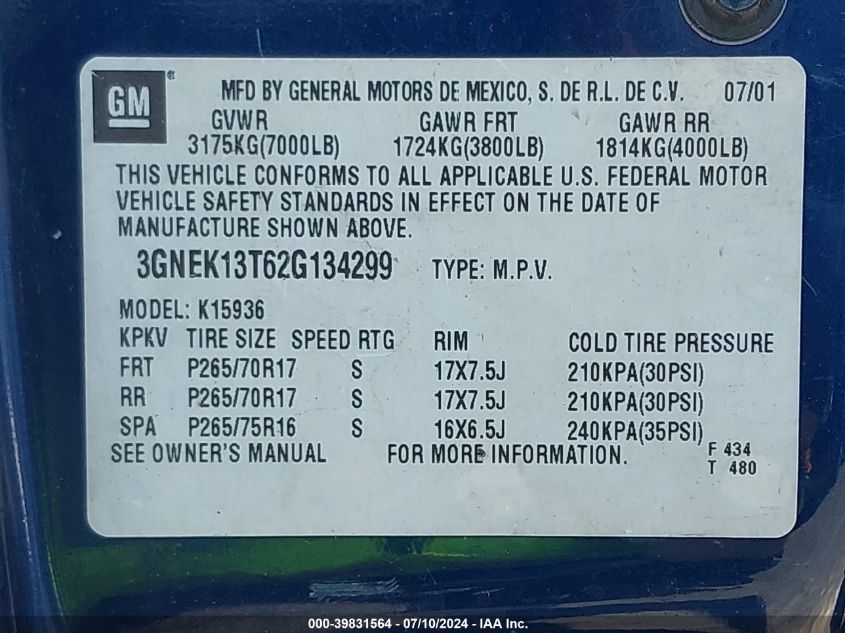 GM ®
MFD BY GENERAL MOTORS DE MEXICO, S. DE R.L. DE C.V. 07/01
GVWR GAWR FRT GAWR RR
3175KG(7000LB) 1724KG(3800LB) 1814KG(4000LB)
THIS VEHICLE CONFORMS TO ALL APPLICABLE U.S. FEDERAL MOTOR
VEHICLE SAFETY STANDARDS IN EFFECT ON THE DATE OF
MANUFACTURE SHOWN ABOVE.
3GNEK13T62G134299 TYPE: M.P.V.
MODEL: K15936
KPKV TIRE SIZE SPEED RTG RIM COLD TIRE PRESSURE
FRT P265/70R17 S 17X7.5J 210KPA(30PSI)
RR P265/70R17 S 17X7.5J 210KPA(30PSI)
SPA P265/75R16 S 16X6.5J 240KPA(35PSI)
SEE OWNER'S MANUAL FOR MORE INFORMATION. F 434
T 480
000-39831564 / 07/10/2024 - IAA Inc.